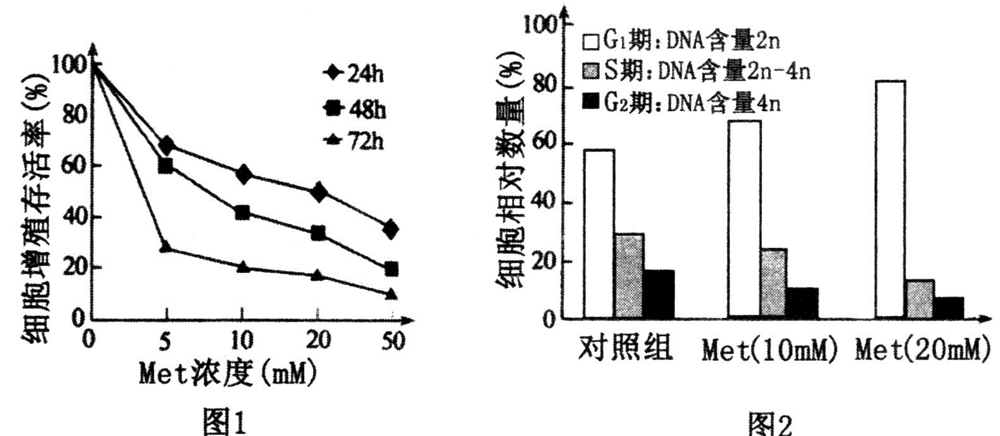 细胞增殖存活率(%)
100
80
60
40
20
0
24h
48h
72h
0 5 10 20 50
Met浓度(mM)
图1
细胞相对数量(%)
100
80
60
40
20
0
G₁期:DNA含量2n
S期:DNA含量2n-4n
G₂期:DNA含量4n
对照组 Met(10mM) Met(20mM)
图2